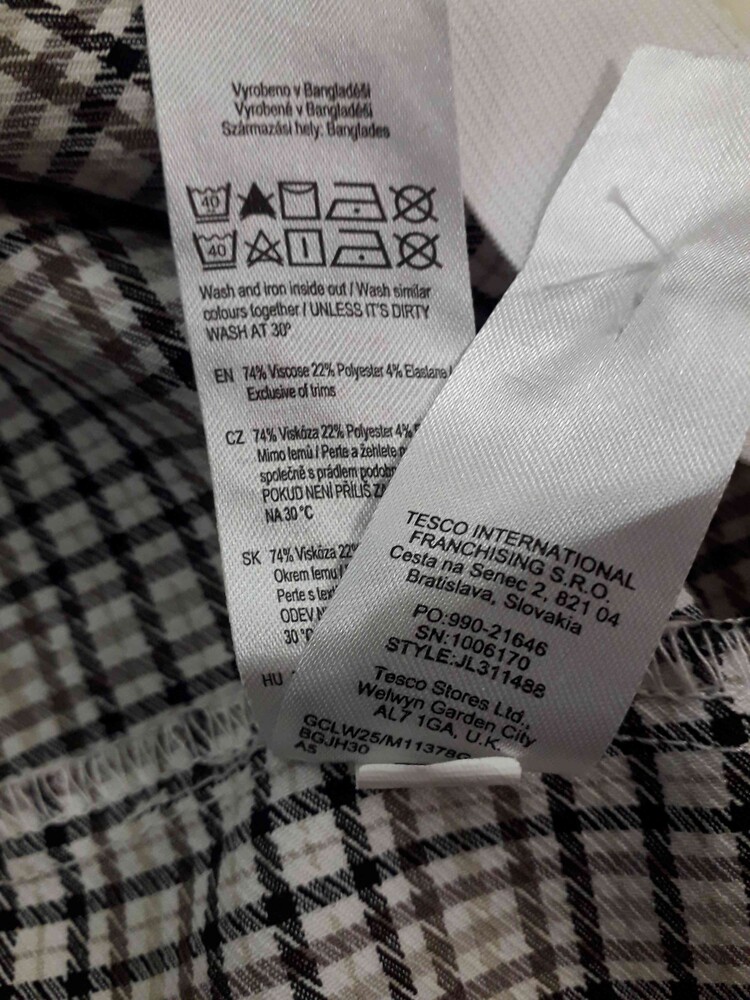 Vyrobeno v Bangladéši
Vyrobené v Bangladéši
Származási hely: Banglades
40
40
Wash and iron inside out / Wash similar
colours together / UNLESS IT'S DIRTY
WASH AT 30°
EN 74% Viscose 22% Polyester 4% Elastane /
Exclusive of trims
CZ 74% Viskóza 22% Polyester 4%
Mimo lemů / Perte a žehlete
společně s prádlem
POKUD NENÍ PŘÍLIŠ
NA 30 °C
SK 74% Viskóza 22%
Okrem lemu /
Perte s
ODEV
30 °C
HU
TESCO INTERNATIONAL
FRANCHISING S.R.O.
Cesta na Senec 2, 821 04
Bratislava, Slovakia
PO:990-21646
SN:1006170
STYLE:JL311488
Tesco Stores Ltd.,
Welwyn Garden City
AL7 1GA, U.K.
GCLW25/M11378
BGJH30
A5